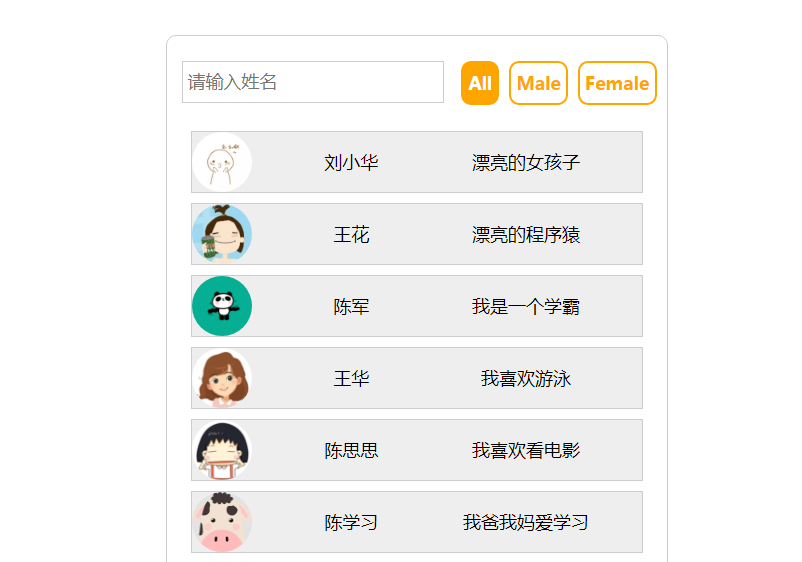 请输入姓名 All Male Female
刘小华 漂亮的女孩子
王花 漂亮的程序猿
陈军 我是一个学霸
王华 我喜欢游泳
陈思思 我喜欢看电影
陈学习 我爸我妈爱学习